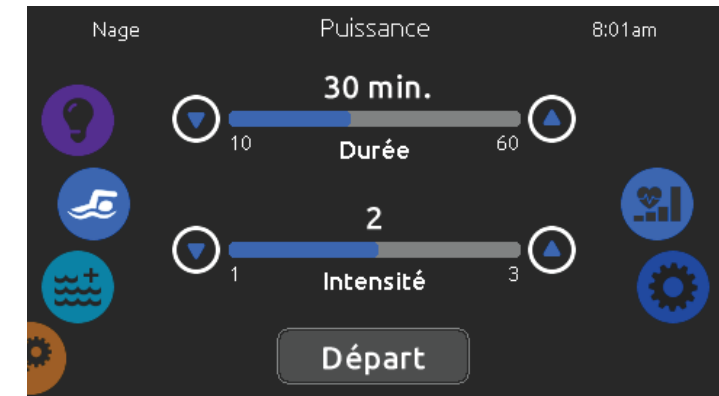 Nage Puissance 8:01am
30 min.
10 60
Durée
2
1 3
Intensité
Départ